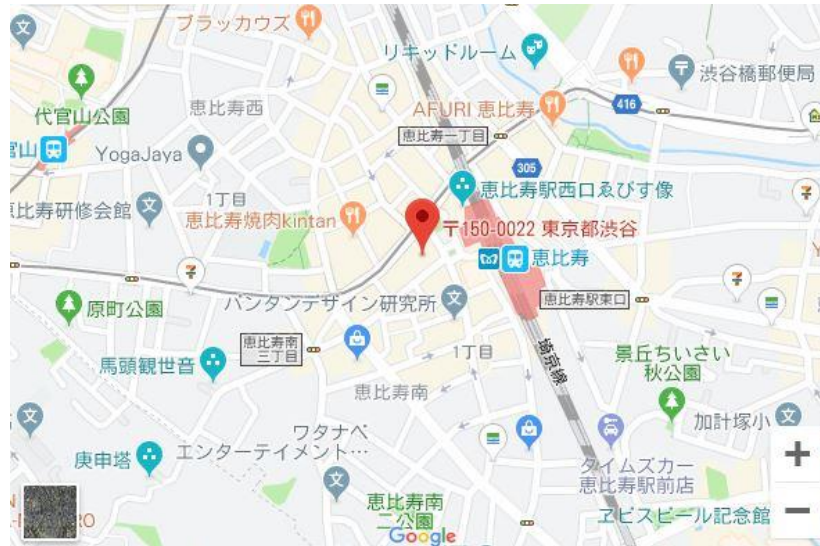 ブラッカウズ
リキッドルーム
渋谷橋郵便局
代官山公園
恵比寿西
AFURI 恵比寿
416
恵比寿一丁目
YogaJaya
305
1丁目
恵比寿駅西口ゑびす像
恵比寿焼肉kintan
〒150-0022 東京都渋谷
恵比寿
原町公園
バンタンデザイン研究所
恵比寿駅東口
恵比寿南
三丁目
1丁目
埼京線
馬頭観世音
景丘ちいさい
秋公園
恵比寿南
加計塚小
ワタナベ
エンターテイメント…
庚申塔
タイムズカー
恵比寿駅前店
恵比寿南
二公園
ヱビスビール記念館
Google